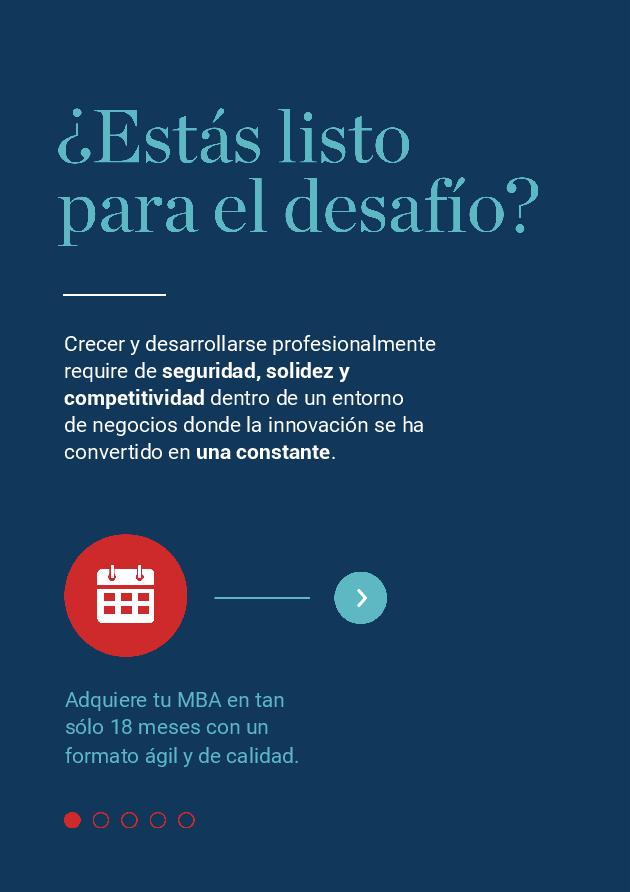 ¿Estás listo
para el desafío?
Crecer y desarrollarse profesionalmente
require de seguridad, solidez y
competitividad dentro de un entorno
de negocios donde la innovación se ha
convertido en una constante.
Adquiere tu MBA en tan
sólo 18 meses con un
formato ágil y de calidad.